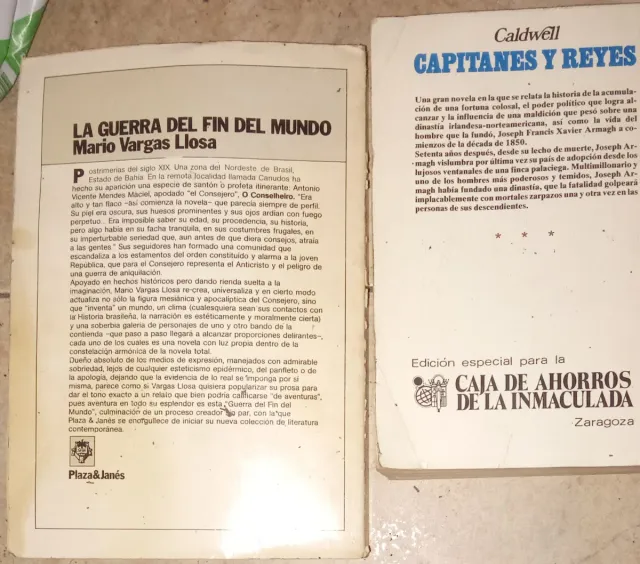 LA GUERRA DEL FIN DEL MUNDO
Mario Vargas Llosa
Postrimerías del siglo XIX. Una zona del Nordeste de Brasil,
Estado de Bahía. En la remota localidad llamada Canudos ha
hecho su aparición una especie de santón o profeta itinerante: Antonio
Vicente Mendes Maciel, apodado "el Consejero", O Conselheiro. "Era
alto y tan flaco –así comienza la novela– que parecía siempre de perfil.
Su piel era oscura, sus huesos prominentes y sus ojos ardían con fuego
perpetuo... Era imposible saber su edad, su procedencia, su historia,
pero algo había en su facha tranquila, en sus costumbres frugales, en
su imperturbable seriedad que, aun antes de que diera consejos, atraía
a las gentes." Sus seguidores han formado una comunidad que
escandaliza a los estamentos del orden constituido y alarma a la joven
República, que para el Consejero representa el Anticristo y el peligro de
una guerra de aniquilación.
Apoyado en hechos históricos pero dando rienda suelta a la
imaginación, Mario Vargas Llosa re-crea, universaliza y en cierto modo
actualiza no sólo la figura mesiánica y apocalíptica del Consejero, sino
que "inventa" un mundo, un clima (cualesquiera sean sus contactos con
la Historia brasileña, la narración es estéticamente y moralmente cierta)
y una soberbia galería de personajes de uno y otro bando de la
contienda –que paso a paso llegará a alcanzar proporciones delirantes–,
cada uno de los cuales es una novela con luz propia dentro de la
constelación armónica de la novela total.
Dueño absoluto de los medios de expresión, manejados con admirable
sobriedad, lejos de cualquier esteticismo epidérmico, del panfleto o de
la apología, dejando que la evidencia de lo real se imponga por sí
misma, parece como si Vargas Llosa quisiera popularizar su prosa para
dar el tono exacto a un relato que bien podría calificarse "de aventuras",
pues aventura en todo su esplendor es esta "Guerra del Fin del
Mundo", culminación de un proceso creador par, con la que
Plaza & Janés se enorgullece de iniciar su nueva colección de literatura
contemporánea.
Plaza&Janés
Caldwell
CAPITANES Y REYES
Una gran novela en la que se relata la historia de la acumula-
ción de una fortuna colosal, el poder político que logra al-
canzar y la influencia de una maldición que pesó sobre una
dinastía irlandesa-norteamericana, así como la vida del
hombre que la fundó, Joseph Francis Xavier Armagh a co-
mienzos de la década de 1850.
Setenta años después, desde su lecho de muerte, Joseph Ar-
magh vislumbra por última vez su país de adopción desde los
lujosos ventanales de una finca palaciega. Multimillonario y
uno de los hombres más poderosos y temidos, Joseph Ar-
magh había fundado una dinastía, que la fatalidad golpeará
implacablemente con mortales zarpazos una y otra vez en las
personas de sus descendientes.
* * *
Edición especial para la
CAJA DE AHORROS
DE LA INMACULADA
Zaragoza